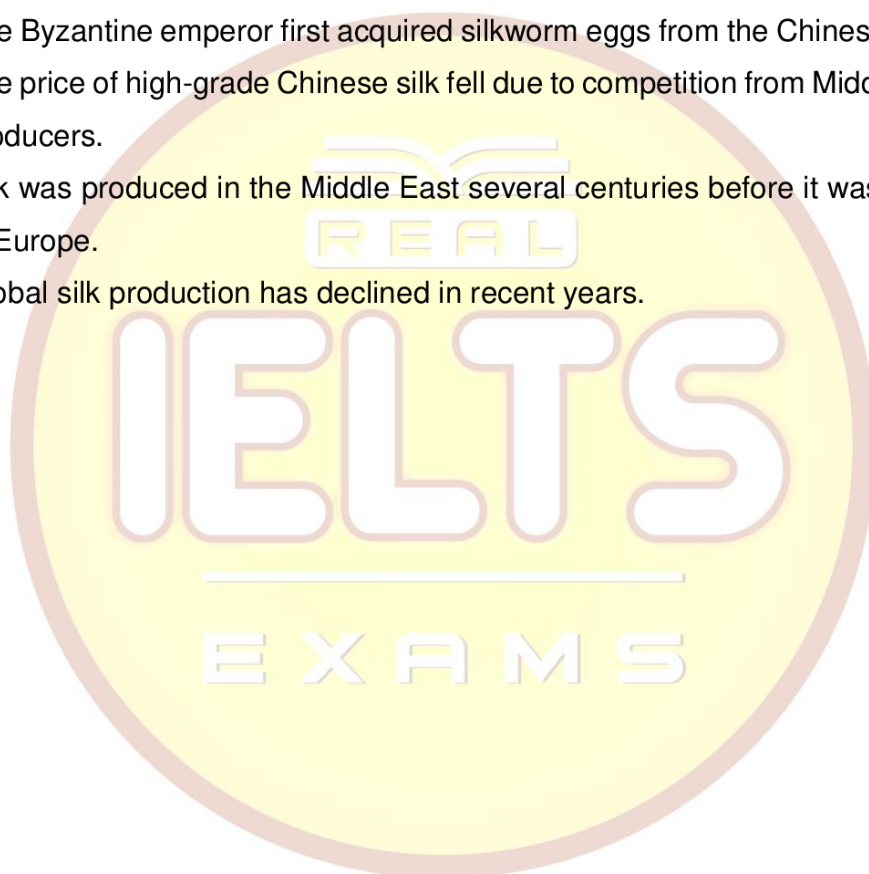 e Byzantine emperor first acquired silkworm eggs from the Chines
e price of high-grade Chinese silk fell due to competition from Midd
oducers.
k was produced in the Middle East several centuries before it was
Europe.
obal silk production has declined in recent years.
REAL
IELTS
EXAMS